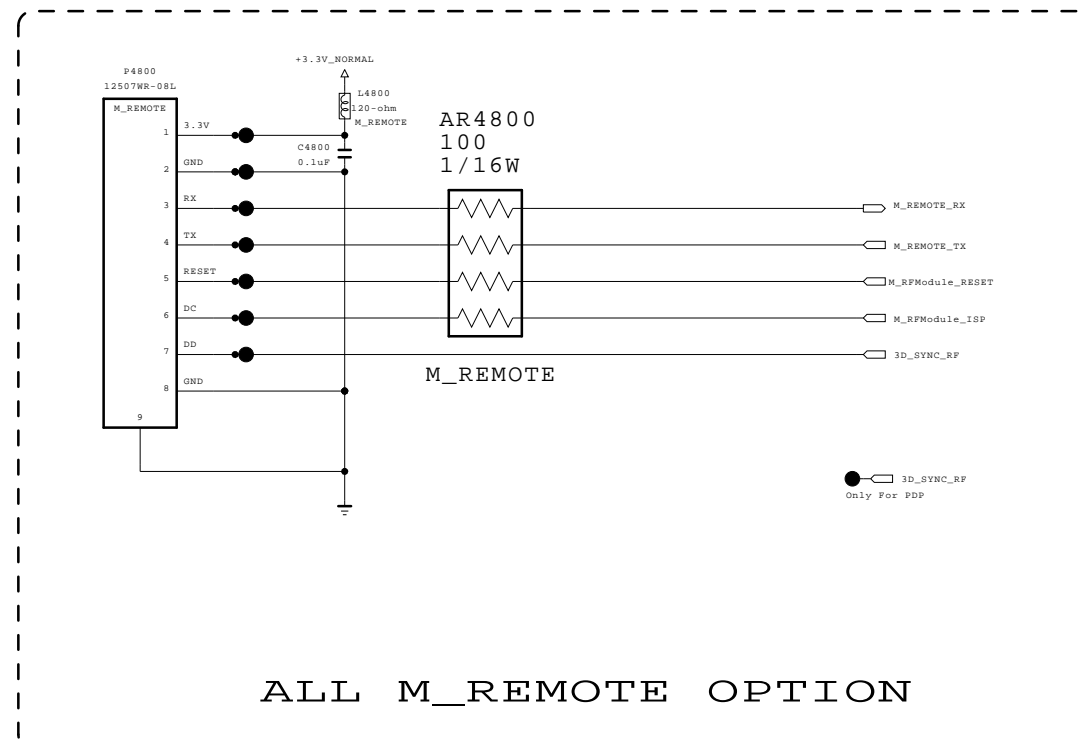 +3.3V_NORMAL
P4800
12507WR-08L
M_REMOTE
L4800
120-ohm
M_REMOTE
C4800
0.1uF
AR4800
100
1/16W
1 3.3V
2 GND
3 RX
M_REMOTE_RX
4 TX
M_REMOTE_TX
5 RESET
M_RFModule_RESET
6 DC
M_RFModule_ISP
7 DD
3D_SYNC_RF
M_REMOTE
8 GND
9
3D_SYNC_RF
Only For PDP
ALL M_REMOTE OPTION